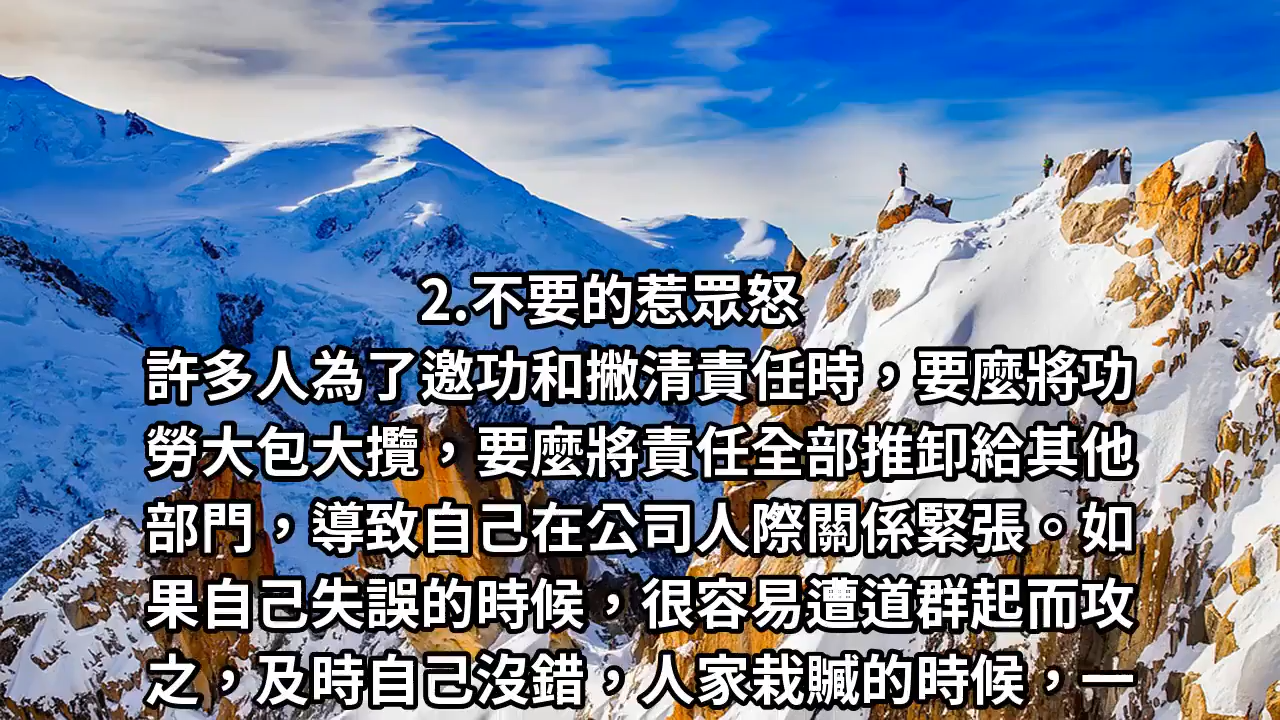 2.不要的惹眾怒
許多人為了邀功和撇清責任時，要麼將功
勞大包大攬，要麼將責任全部推卸給其他
部門，導致自己在公司人際關係緊張。如
果自己失誤的時候，很容易遭道群起而攻
之，及時自己沒錯，人家栽贓的時候，一